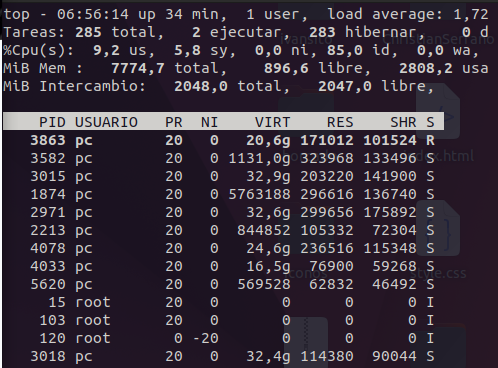 top - 06:56:14 up 34 min,  1 user,  load average: 1,72
Tareas: 285 total,   2 ejecutar, 283 hibernar,    0 d
%Cpu(s):  9,2 us,  5,8 sy,  0,0 ni, 85,0 id,  0,0 wa,
MiB Mem :   7774,7 total,    896,6 libre,   2808,2 usa
MiB Intercambio:   2048,0 total,   2047,0 libre,
PID USUARIO   PR  NI    VIRT    RES    SHR S
3863 pc        20   0   20,6g 171012 101524 R
3582 pc        20   0 1131,0g 323968 133496 S
3015 pc        20   0   32,9g 203220 141900 S
1874 pc        20   0 5763188 296616 136740 S
2971 pc        20   0   32,6g 299656 175892 S
2213 pc        20   0  844852 105332  72304 S
4078 pc        20   0   24,6g 236516 115348 S
4033 pc        20   0   16,5g  76900  59268 S
5620 pc        20   0  569528  62832  46492 S
15 root      20   0       0      0      0 I
103 root      20   0       0      0      0 I
120 root       0 -20       0      0      0 I
3018 pc        20   0   32,4g 114380  90044 S